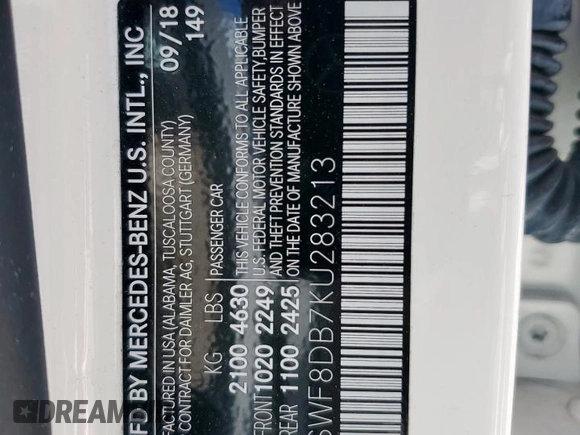 MFD BY MERCEDES-BENZ U.S. INTL., INC
FACTURED IN USA (ALABAMA, TUSCALOOSA COUNTY) 09/18
CONTRACT FOR DAIMLER AG, STUTTGART (GERMANY) 149
KG LBS PASSENGER CAR
2100 4630 THIS VEHICLE CONFORMS TO ALL APPLICABLE
FRONT 1020 2249 U.S. FEDERAL MOTOR VEHICLE SAFETY, BUMPER
REAR 1100 2425 AND THEFT PREVENTION STANDARDS IN EFFECT
ON THE DATE OF MANUFACTURE SHOWN ABOVE
SWF8DB7KU283213
DREAM